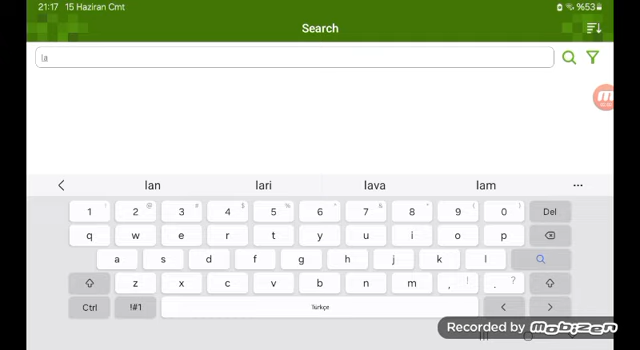 21:17 15 Haziran Cmt %53
Search
la
lan lari lava lam ...
1 2 3 4 5 6 7 8 9 0 Del
! @ # $ % ^ & * ( )
q w e r t y u i o p
a s d f g h j k l
z x c v b n m , ! . ?
Ctrl !#1 Türkçe < >
Recorded by mobizen